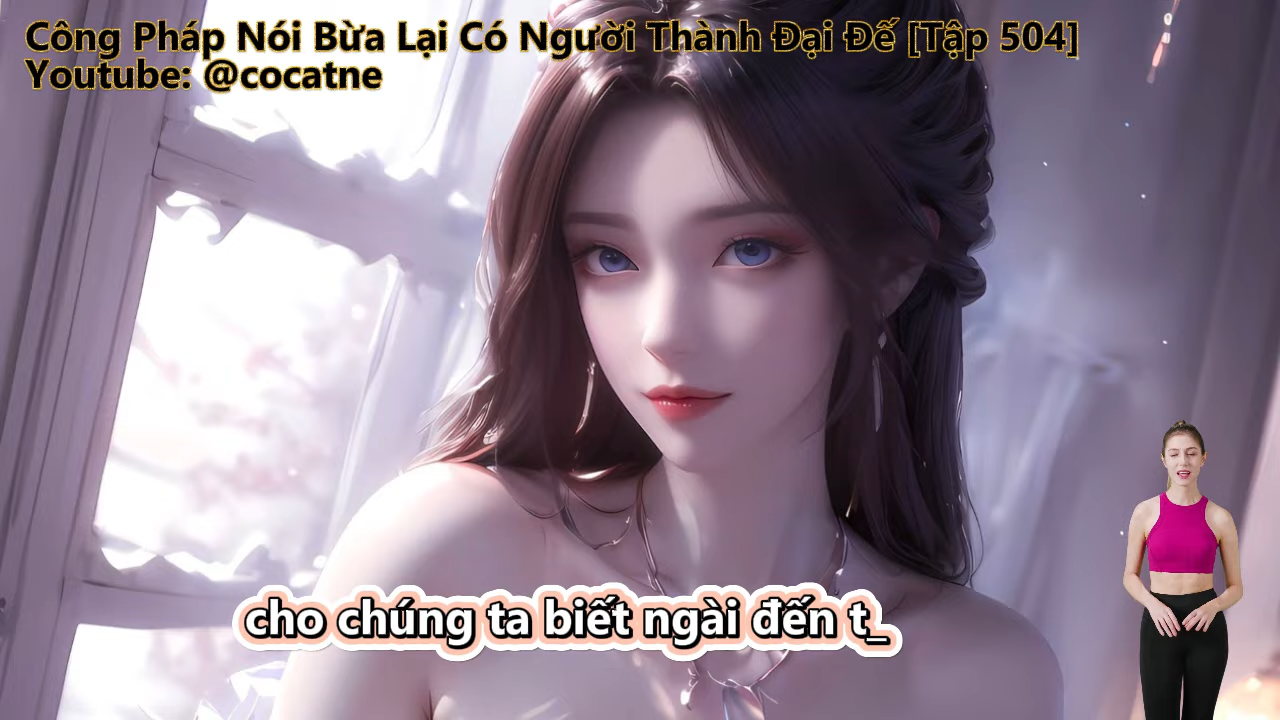 Công Pháp Nói Bừa Lại Có Người Thành Đại Đế [Tập 504]
Youtube: @cocatne
cho chúng ta biết ngài đến t_